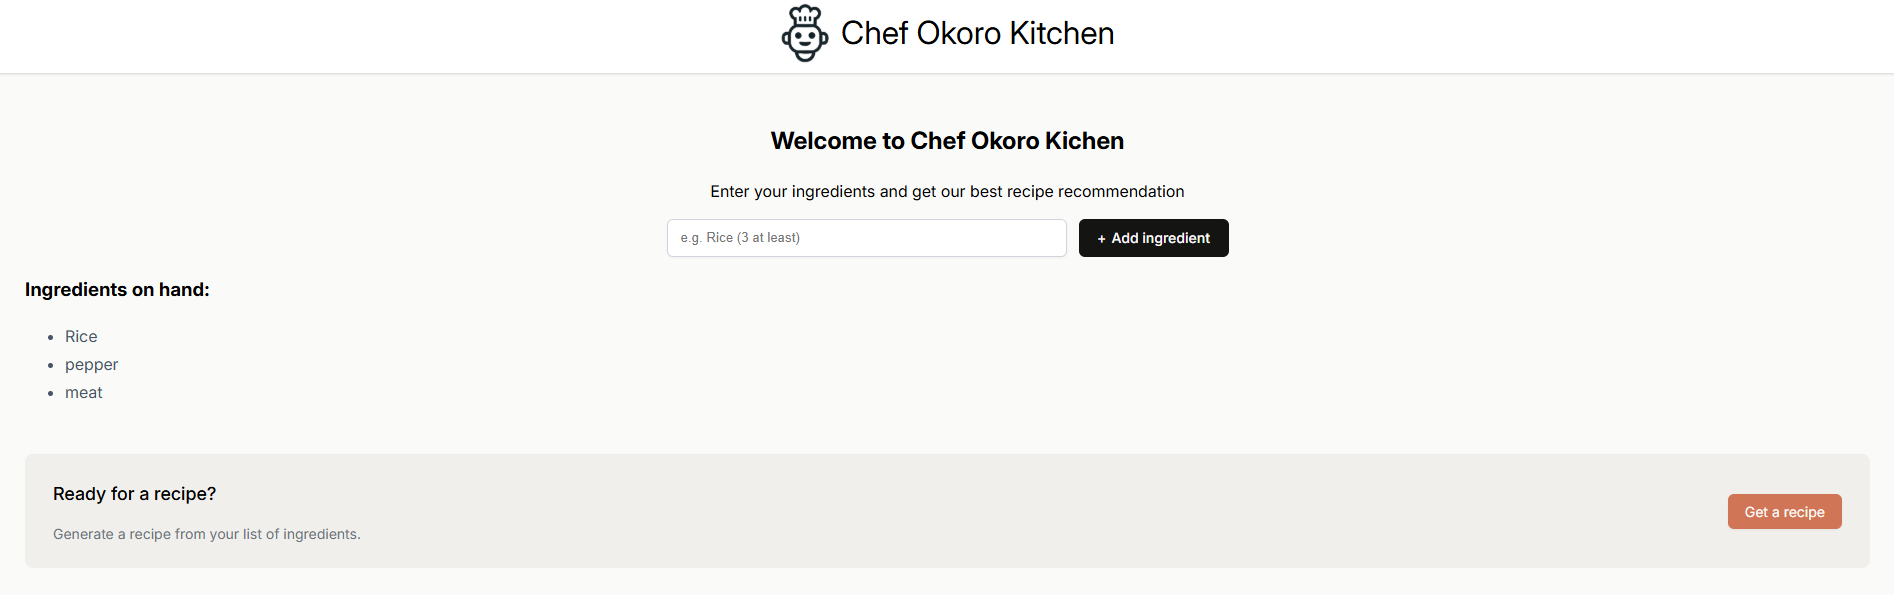 Chef Okoro Kitchen
Welcome to Chef Okoro Kichen
Enter your ingredients and get our best recipe recommendation
e.g. Rice (3 at least)
+ Add ingredient
Ingredients on hand:
• Rice
• pepper
• meat
Ready for a recipe?
Generate a recipe from your list of ingredients.
Get a recipe